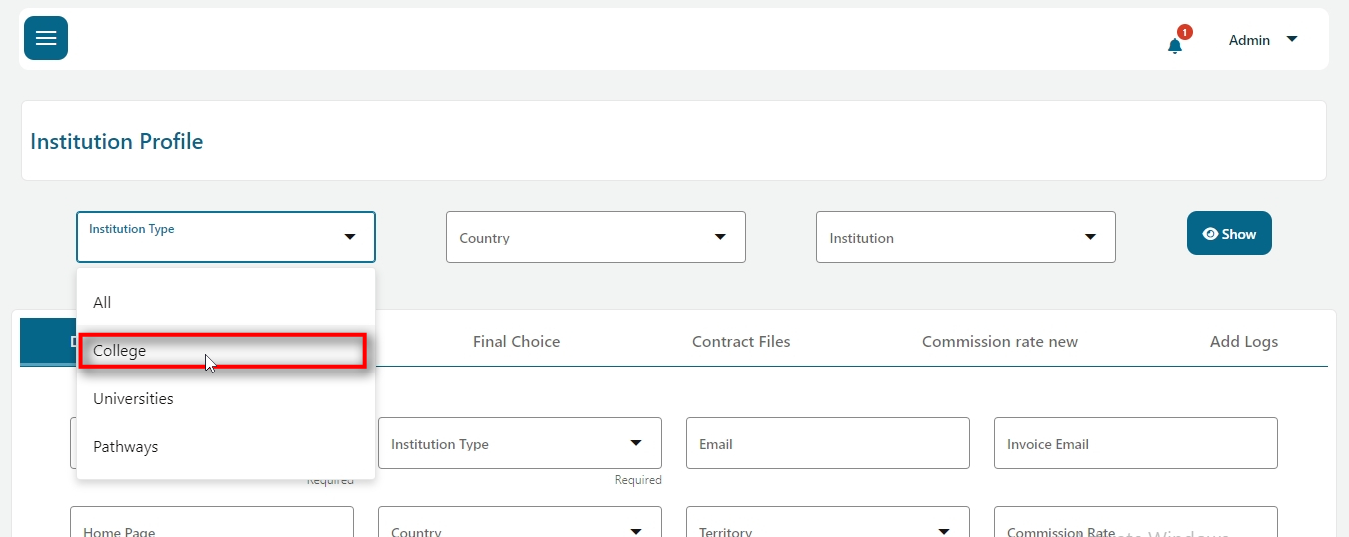 1
Admin
Institution Profile
Institution Type
Country
Institution
Show
All
College
Universities
Pathways
Final Choice
Contract Files
Commission rate new
Add Logs
Institution Type
Email
Invoice Email
Required
Required
Home Page
Country
Territory
Commission Rate
Windows